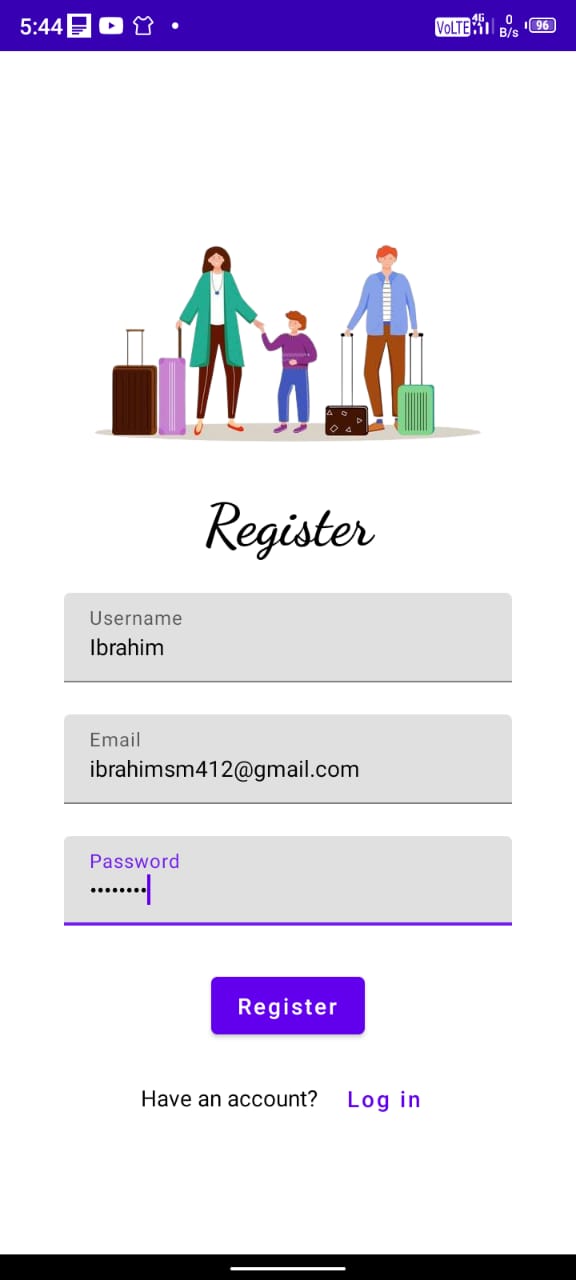 5:44 VoLTE 4G 0 B/s 96
Register
Username
Ibrahim
Email
ibrahimsm412@gmail.com
Password
••••••••
Register
Have an account? Log in